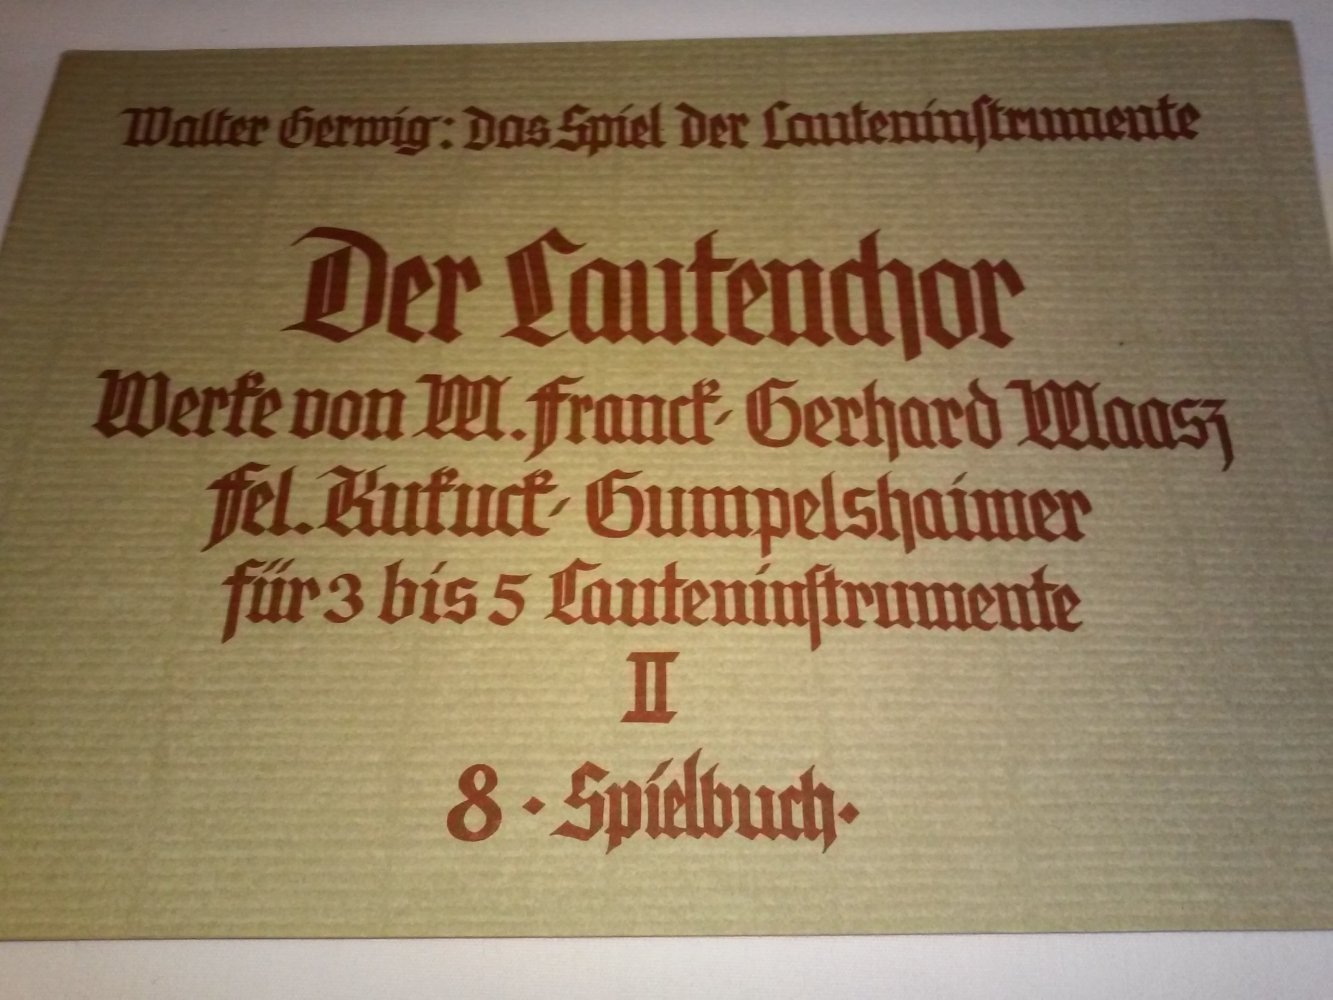 Walter Gerwig: Das Spiel der Lauteninstrumente
Der Lautenchor
Werke von M. Franck · Gerhard Maasz
Fel. Kukuck · Gumpelshaimer
für 3 bis 5 Lauteninstrumente
II
8 · Spielbuch ·